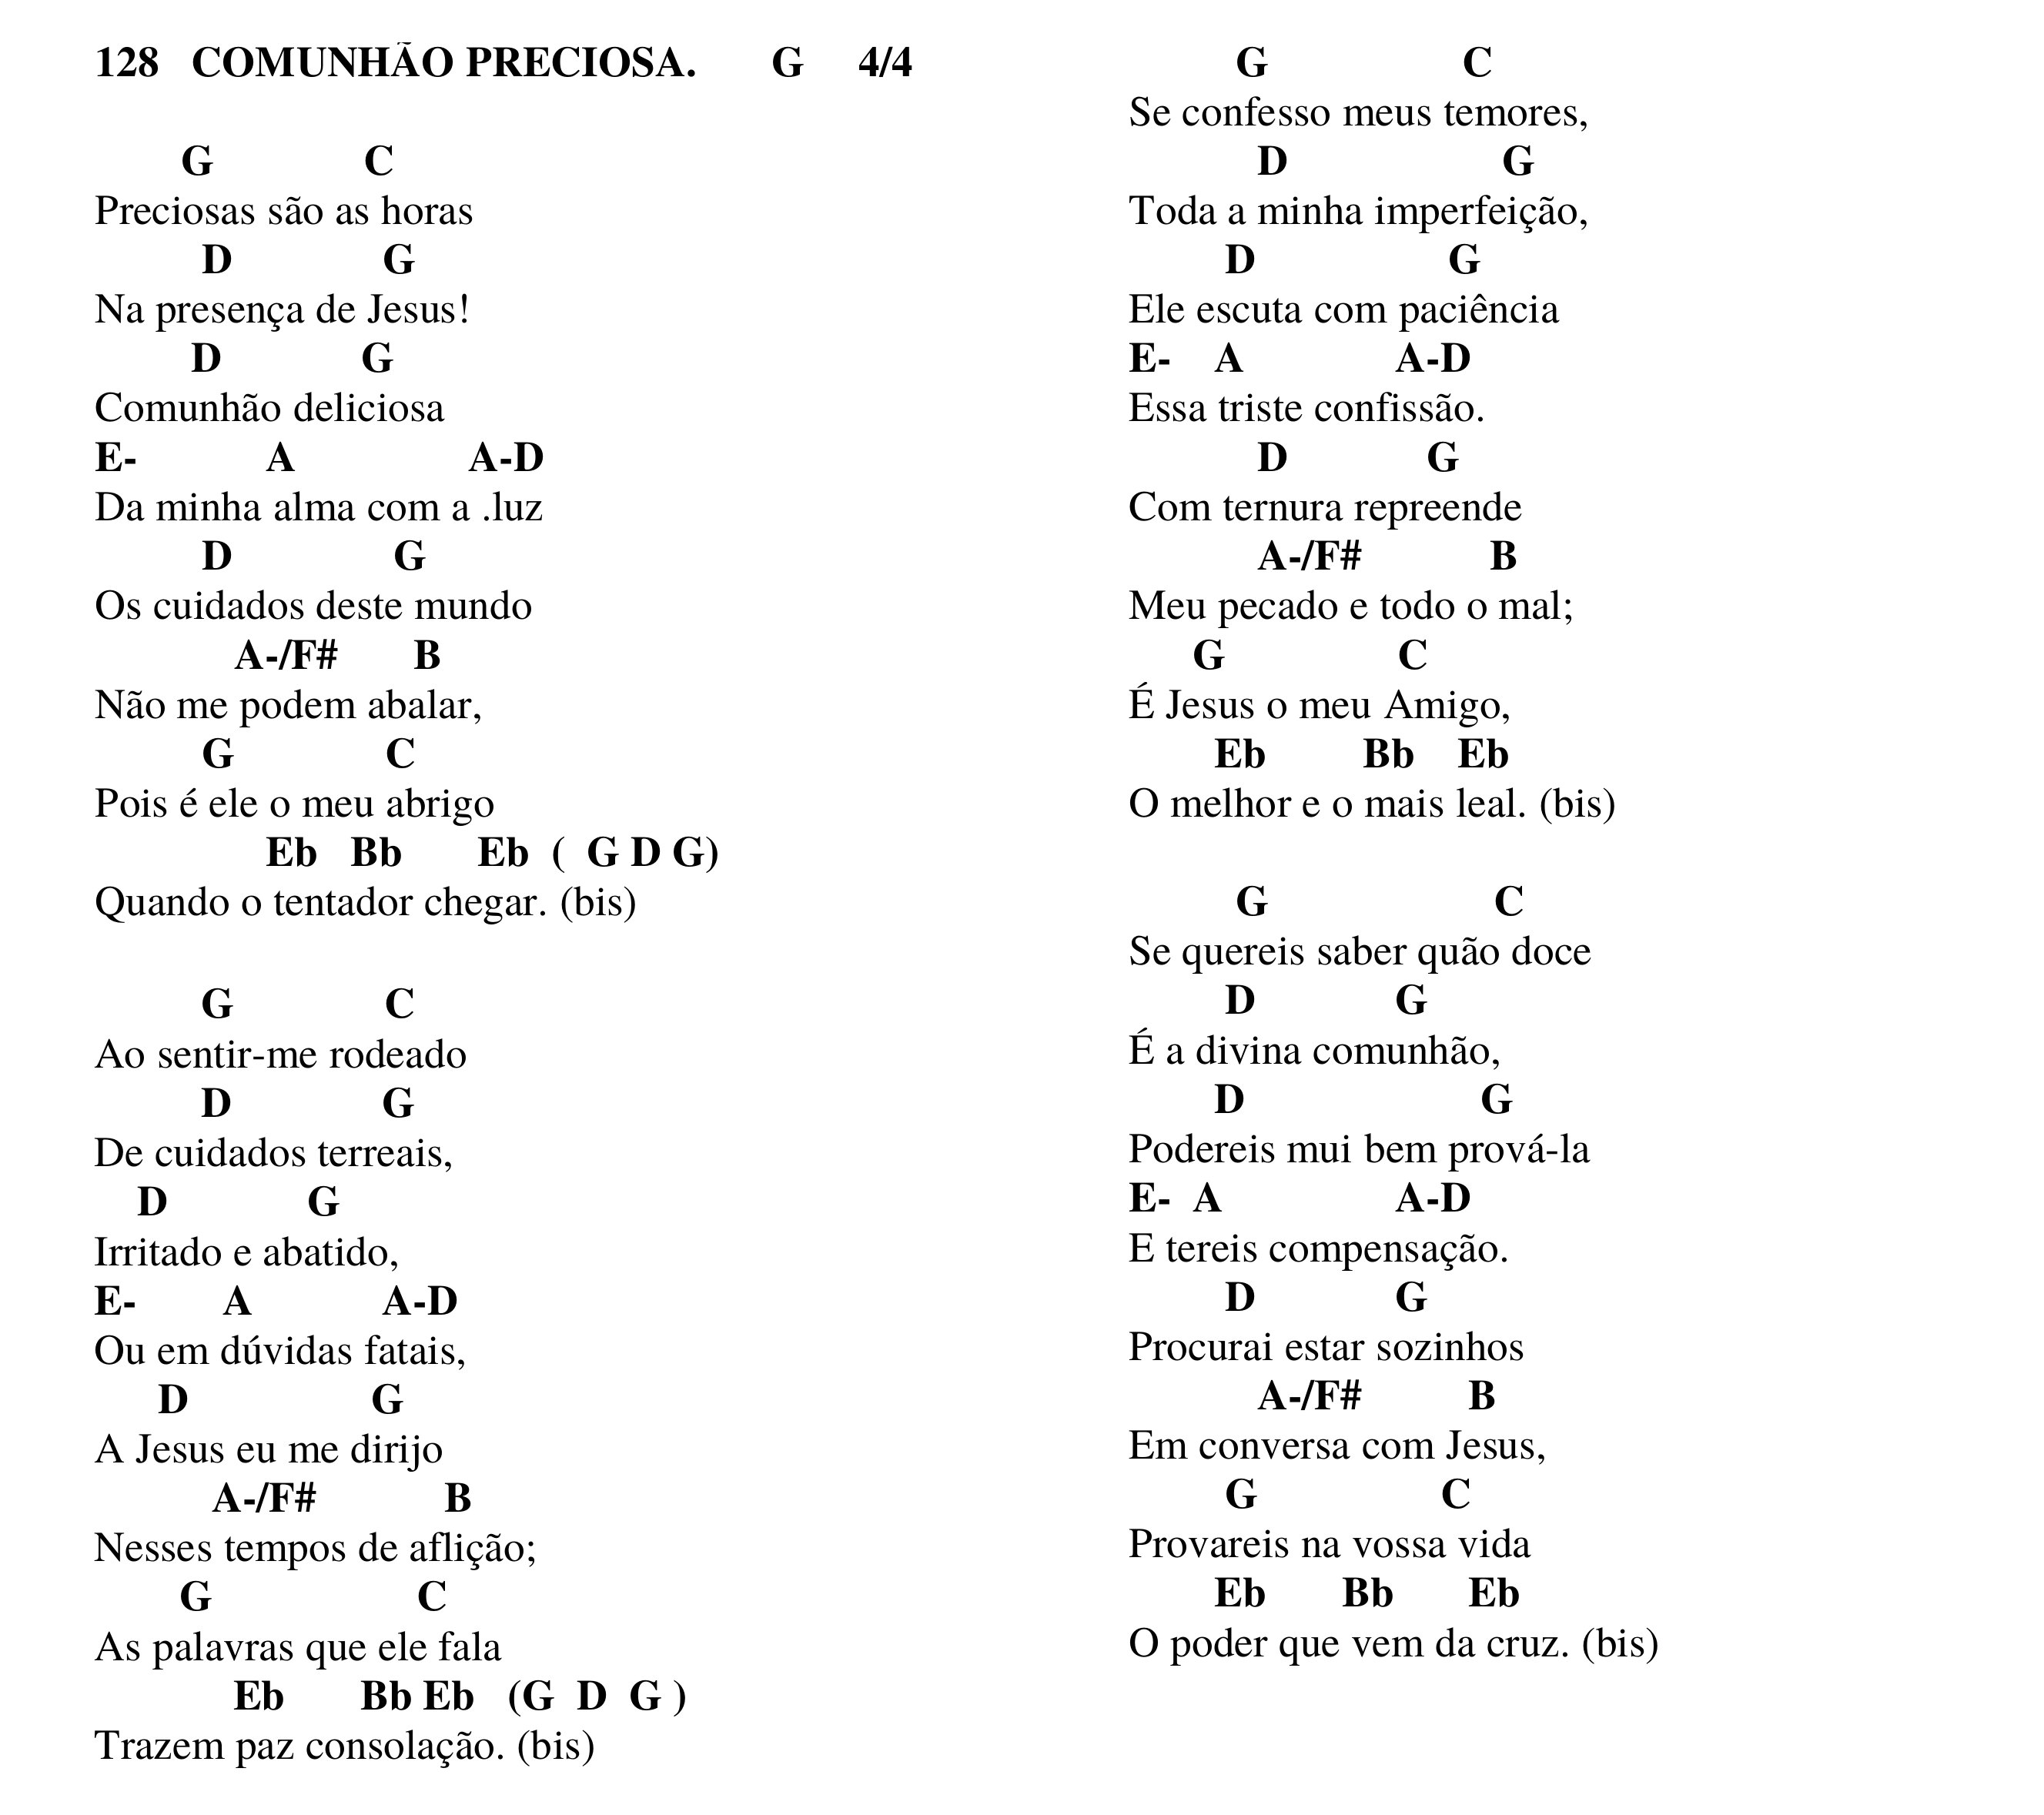 128   COMUNHÃO PRECIOSA.       G     4/4
G              C
Preciosas são as horas
D              G
Na presença de Jesus!
D             G
Comunhão deliciosa
E-            A                A-D
Da minha alma com a .luz
D               G
Os cuidados deste mundo
A-/F#       B
Não me podem abalar,
G              C
Pois é ele o meu abrigo
Eb   Bb       Eb  (  G D G)
Quando o tentador chegar. (bis)
G              C
Ao sentir-me rodeado
D              G
De cuidados terreais,
D             G
Irritado e abatido,
E-        A            A-D
Ou em dúvidas fatais,
D                 G
A Jesus eu me dirijo
A-/F#            B
Nesses tempos de aflição;
G                   C
As palavras que ele fala
Eb       Bb Eb   (G  D  G )
Trazem paz consolação. (bis)
G                  C
Se confesso meus temores,
D                    G
Toda a minha imperfeição,
D                  G
Ele escuta com paciência
E-    A              A-D
Essa triste confissão.
D             G
Com ternura repreende
A-/F#            B
Meu pecado e todo o mal;
G                C
É Jesus o meu Amigo,
Eb         Bb    Eb
O melhor e o mais leal. (bis)
G                     C
Se quereis saber quão doce
D             G
É a divina comunhão,
D                      G
Podereis mui bem prová-la
E-  A                A-D
E tereis compensação.
D             G
Procurai estar sozinhos
A-/F#          B
Em conversa com Jesus,
G                 C
Provareis na vossa vida
Eb       Bb       Eb
O poder que vem da cruz. (bis)